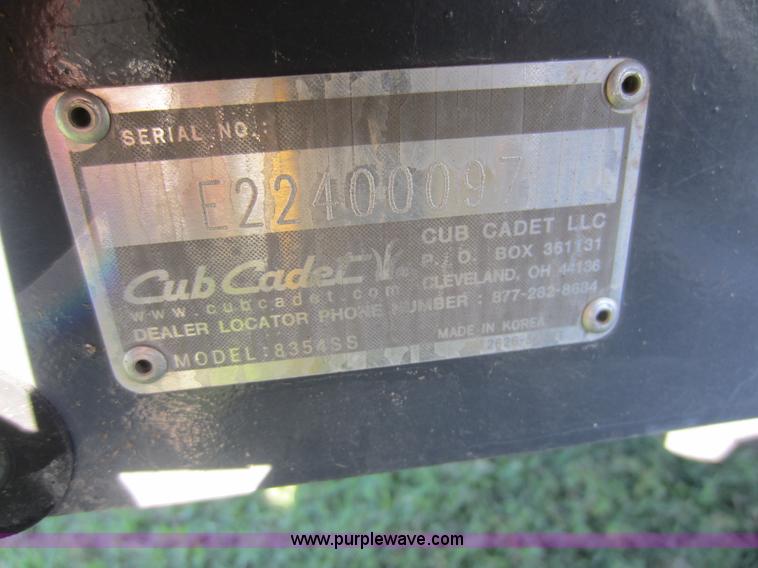 SERIAL NO.:
E22400097
Cub Cadet
CUB CADET LLC
P.O. BOX 361131
CLEVELAND, OH 44136
www.cubcadet.com
DEALER LOCATOR PHONE NUMBER : 877-282-8684
MODEL:8354SS
MADE IN KOREA
www.purplewave.com